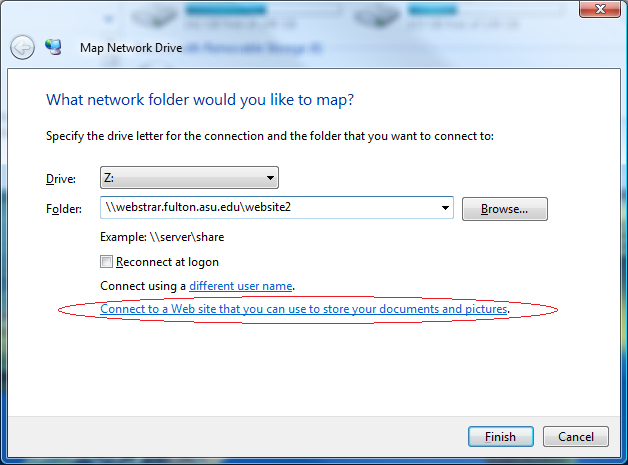 Map Network Drive
What network folder would you like to map?
Specify the drive letter for the connection and the folder that you want to connect to:
Drive: Z:
Folder: \\webstrar.fulton.asu.edu\website2 Browse...
Example: \\server\share
Reconnect at logon
Connect using a different user name.
Connect to a Web site that you can use to store your documents and pictures.
Finish Cancel